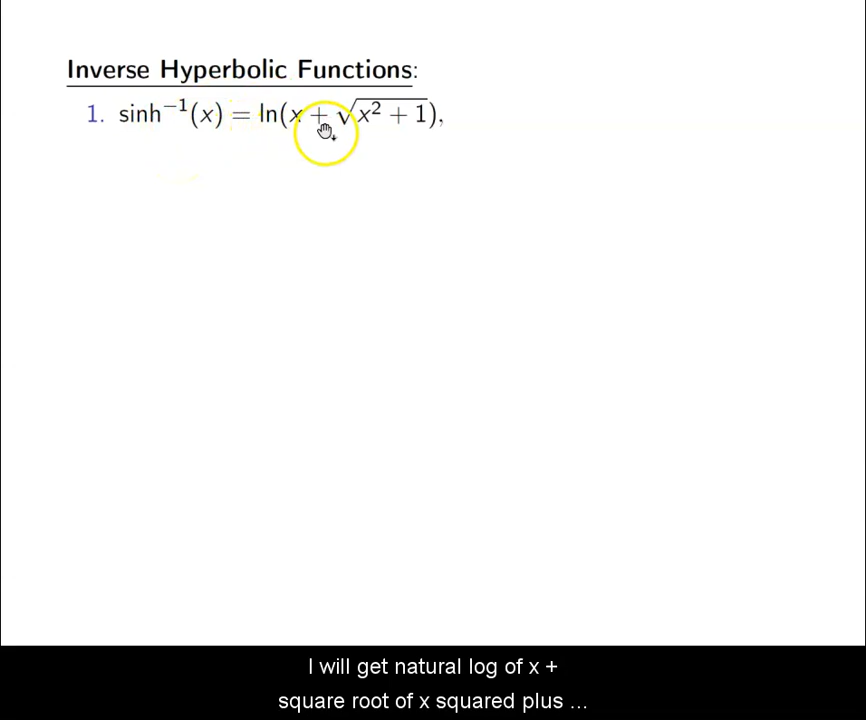 Inverse Hyperbolic Functions:
1. sinh⁻¹(x) = ln(x + √(x² + 1)),
I will get natural log of x +
square root of x squared plus ...